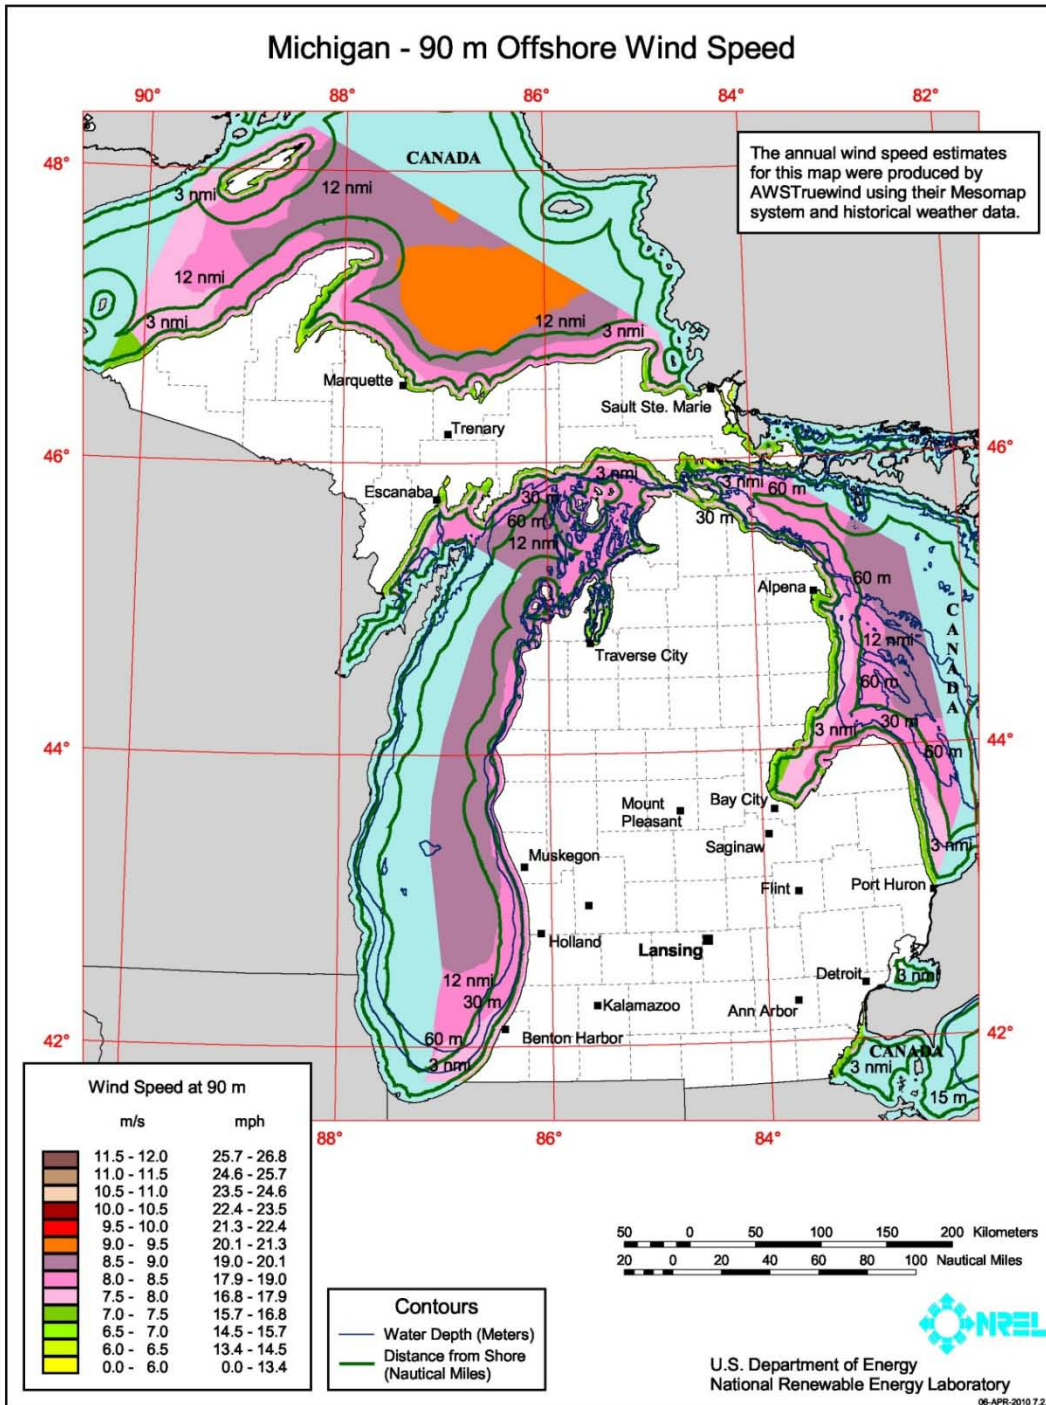 Michigan - 90 m Offshore Wind Speed
90° 88° 86° 84° 82°
The annual wind speed estimates
for this map were produced by
AWSTruewind using their Mesomap
system and historical weather data.
CANADA
48°
3 nmi
12 nmi
12 nmi
3 nmi
12 nmi
3 nmi
Marquette
Sault Ste. Marie
Trenary
46° 46°
3 nmi
3 nmi
60 m
Escanaba
30 m
30 m
60 m
12 nmi
60 m
Alpena
CANADA
12 nmi
Traverse City
60 m
30 m
3 nmi
44° 44°
60 m
Mount
Pleasant
Bay City
Saginaw
3 nmi
Muskegon
Flint
Port Huron
Holland
Lansing
12 nmi
Detroit
3 nmi
30 m
Kalamazoo
Ann Arbor
60 m
Benton Harbor
42° 42°
CANADA
3 nmi
3 nmi
15 m
88° 86° 84°
Wind Speed at 90 m
m/s mph
11.5 - 12.0 25.7 - 26.8
11.0 - 11.5 24.6 - 25.7
10.5 - 11.0 23.5 - 24.6
10.0 - 10.5 22.4 - 23.5
9.5 - 10.0 21.3 - 22.4
9.0 - 9.5 20.1 - 21.3
8.5 - 9.0 19.0 - 20.1
8.0 - 8.5 17.9 - 19.0
7.5 - 8.0 16.8 - 17.9
7.0 - 7.5 15.7 - 16.8
6.5 - 7.0 14.5 - 15.7
6.0 - 6.5 13.4 - 14.5
0.0 - 6.0 0.0 - 13.4
Contours
Water Depth (Meters)
Distance from Shore
(Nautical Miles)
50 0 50 100 150 200 Kilometers
20 0 20 40 60 80 100 Nautical Miles
NREL
U.S. Department of Energy
National Renewable Energy Laboratory
06-APR-2010 7.2